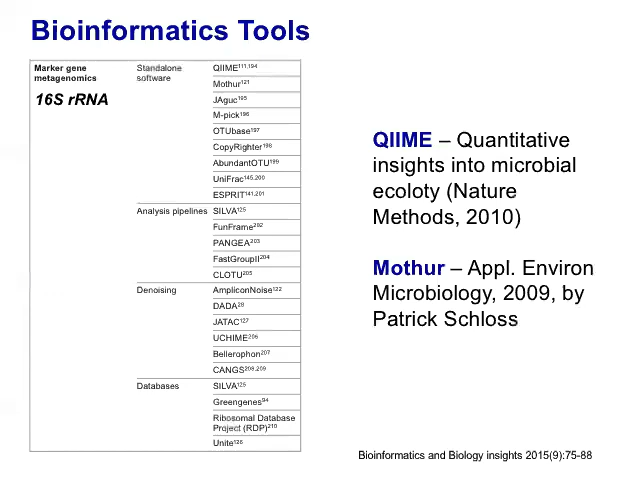 Bioinformatics Tools
Marker gene Standalone QIIME111,194
metagenomics software
Mothur121
16S rRNA JAguc195
M-pick196
OTUbase197
CopyRighter198
AbundantOTU199
UniFrac145,200
ESPRIT141,201
Analysis pipelines SILVA125
FunFrame202
PANGEA203
FastGroupII204
CLOTU205
Denoising AmpliconNoise122
DADA28
JATAC127
UCHIME206
Bellerophon207
CANGS208,209
Databases SILVA125
Greengenes94
Ribosomal Database
Project (RDP)210
Unite126
QIIME – Quantitative
insights into microbial
ecoloty (Nature
Methods, 2010)
Mothur – Appl. Environ
Microbiology, 2009, by
Patrick Schloss
Bioinformatics and Biology insights 2015(9):75-88